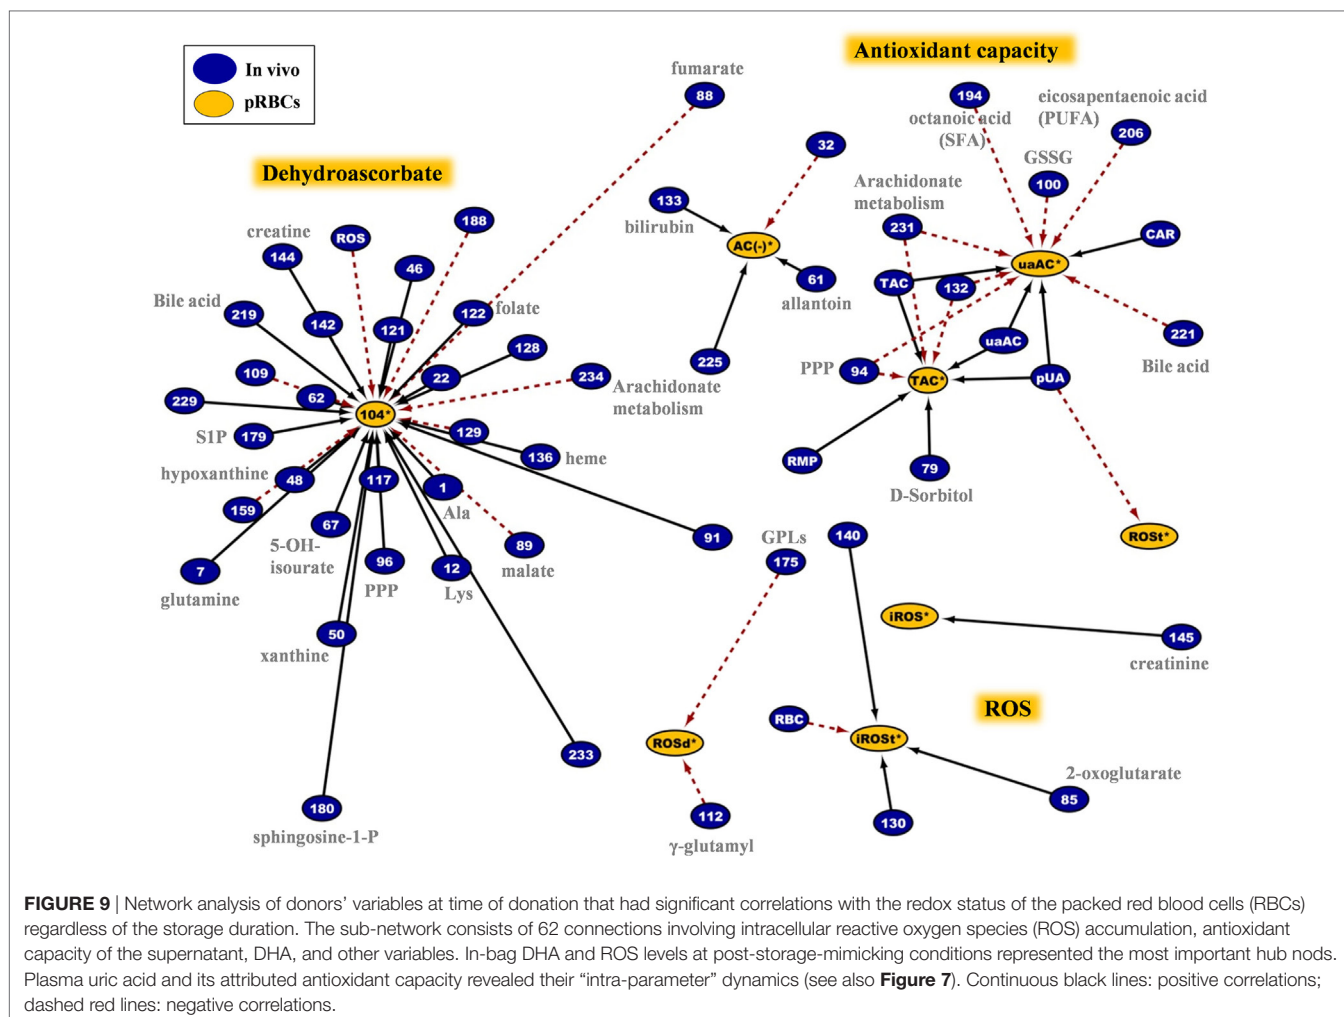 In vivo
pRBCs
Antioxidant capacity
fumarate
88
194
octanoic acid
(SFA)
eicosapentaenoic acid
(PUFA)
206
32
GSSG
100
Dehydroascorbate
Arachidonate
metabolism
133
bilirubin
188
231
CAR
creatine
ROS
144
AC(-)*
uaAC*
46
61
allantoin
TAC
132
Bile acid
219
142
122
folate
121
221
Bile acid
128
uaAC
225
Arachidonate
metabolism
PPP
94
TAC*
pUA
109
22
234
62
229
104*
S1P
179
129
136
heme
RMP
79
D-Sorbitol
hypoxanthine
48
117
1
Ala
159
67
5-OH-
isourate
91
140
ROSt*
89
malate
GPLs
175
96
PPP
12
Lys
7
glutamine
iROS*
145
creatinine
50
xanthine
ROS
RBC
iROSt*
ROSd*
233
2-oxoglutarate
85
180
sphingosine-1-P
112
γ-glutamyl
130
FIGURE 9 | Network analysis of donors' variables at time of donation that had significant correlations with the redox status of the packed red blood cells (RBCs)
regardless of the storage duration. The sub-network consists of 62 connections involving intracellular reactive oxygen species (ROS) accumulation, antioxidant
capacity of the supernatant, DHA, and other variables. In-bag DHA and ROS levels at post-storage-mimicking conditions represented the most important hub nodes.
Plasma uric acid and its attributed antioxidant capacity revealed their "intra-parameter" dynamics (see also Figure 7). Continuous black lines: positive correlations;
dashed red lines: negative correlations.